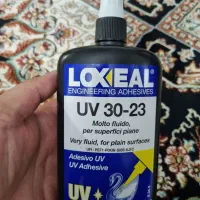 LOXEAL
ENGINEERING ADHESIVES
UV 30-23
Molto fluido,
per superfici piane
Very fluid, for plain surfaces
Adesivo UV
UV Adhesive
UV